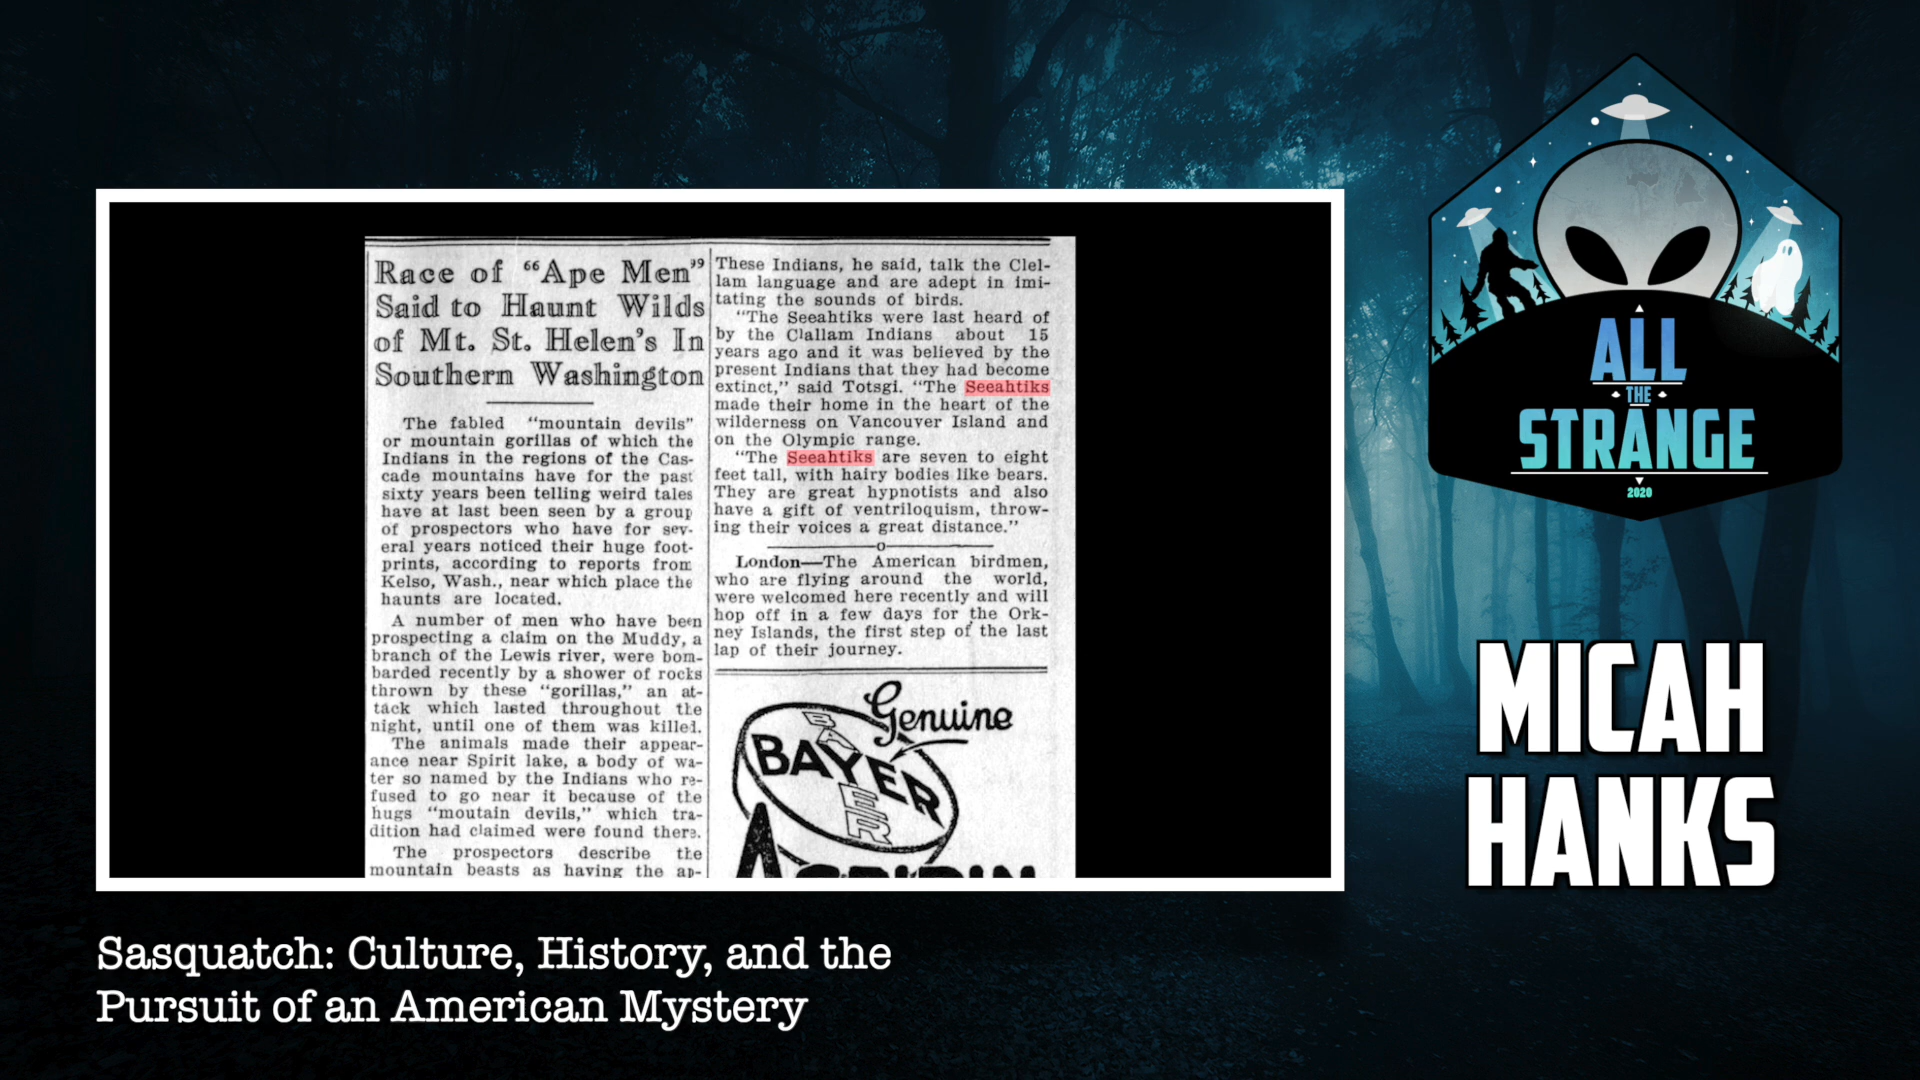 Race of “Ape Men”
Said to Haunt Wilds
of Mt. St. Helen's In
Southern Washington
The fabled “mountain devils”
or mountain gorillas of which the
Indians in the regions of the Cas-
cade mountains have for the past
sixty years been telling weird tales
have at last been seen by a group
of prospectors who have for sev-
eral years noticed their huge foot-
prints, according to reports from
Kelso, Wash., near which place the
haunts are located.
A number of men who have been
prospecting a claim on the Muddy, a
branch of the Lewis river, were bom-
barded recently by a shower of rocks
thrown by these “gorillas,” an at-
tack which lasted throughout the
night, until one of them was killed.
The animals made their appear-
ance near Spirit lake, a body of wa-
ter so named by the Indians who re-
fused to go near it because of the
hugs “moutain devils,” which tra-
dition had claimed were found there.
The prospectors describe the
mountain beasts as having the ap-
These Indians, he said, talk the Clel-
lam language and are adept in imi-
tating the sounds of birds.
“The Seeahtiks were last heard of
by the Clallam Indians about 15
years ago and it was believed by the
present Indians that they had become
extinct,” said Totsgi. “The Seeahtiks
made their home in the heart of the
wilderness on Vancouver Island and
on the Olympic range.
“The Seeahtiks are seven to eight
feet tall, with hairy bodies like bears.
They are great hypnotists and also
have a gift of ventriloquism, throw-
ing their voices a great distance.”
London—The American birdmen,
who are flying around the world,
were welcomed here recently and will
hop off in a few days for the Ork-
ney Islands, the first step of the last
lap of their journey.
Genuine
BAYER
BAYER
ASPIRIN
ALL
THE
STRANGE
2020
MICAH
HANKS
Sasquatch: Culture, History, and the
Pursuit of an American Mystery